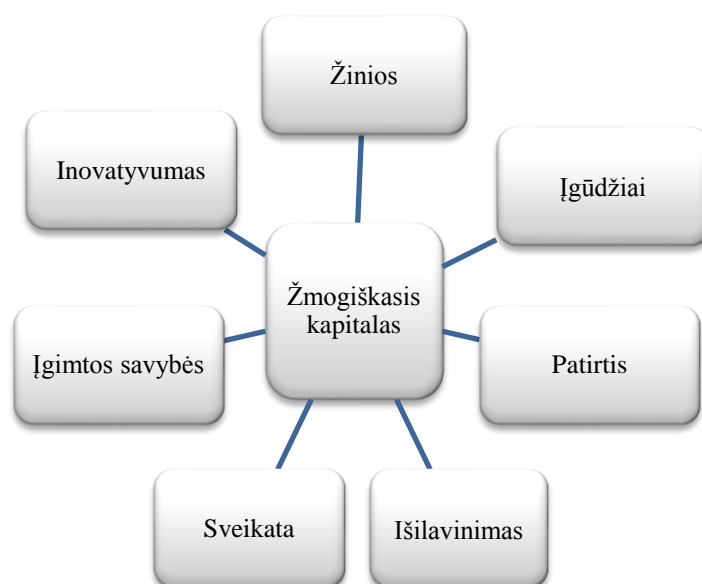 Žinios
Inovatyvumas
Įgūdžiai
Žmogiškasis
kapitalas
Įgimtos savybės
Patirtis
Sveikata
Išilavinimas